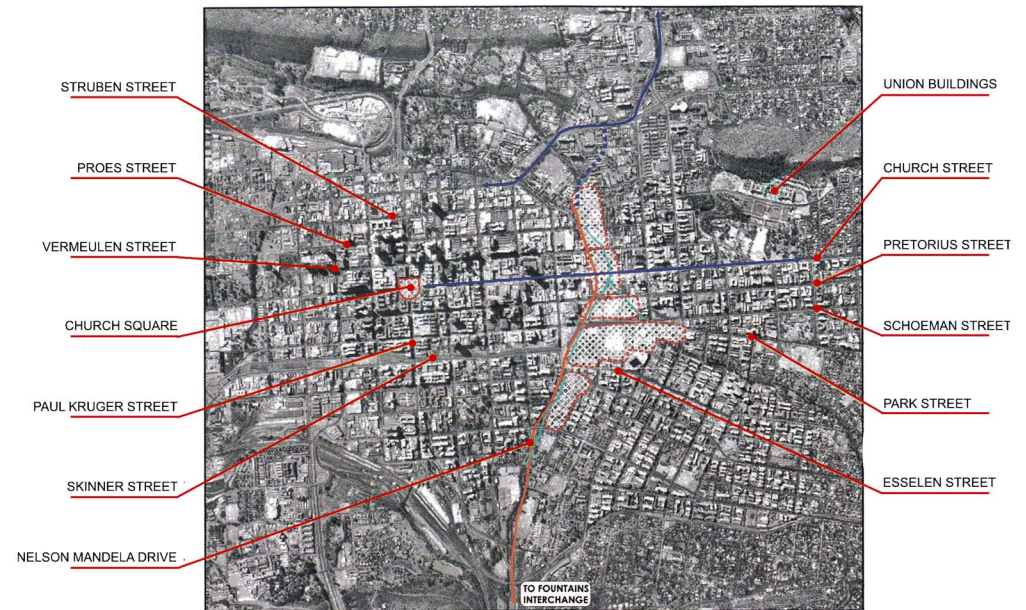 STRUBEN STREET
PROES STREET
VERMEULEN STREET
CHURCH SQUARE
PAUL KRUGER STREET
SKINNER STREET
NELSON MANDELA DRIVE
UNION BUILDINGS
CHURCH STREET
PRETORIUS STREET
SCHOEMAN STREET
PARK STREET
ESSELEN STREET
TO FOUNTAINS
INTERCHANGE